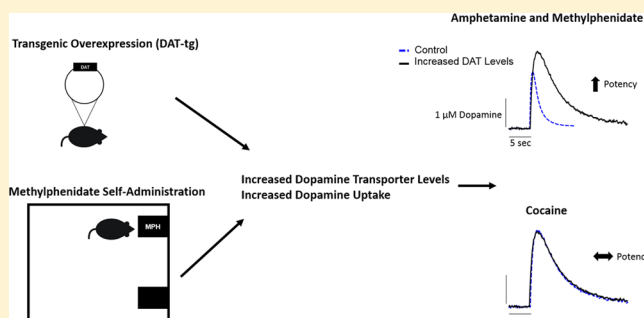 Amphetamine and Methylphenidate
Transgenic Overexpression (DAT-tg)
DAT
Control
Increased DAT Levels
Potency
1 µM Dopamine
5 sec
Methylphenidate Self-Administration
MPH
Increased Dopamine Transporter Levels
Increased Dopamine Uptake
Cocaine
Potenc